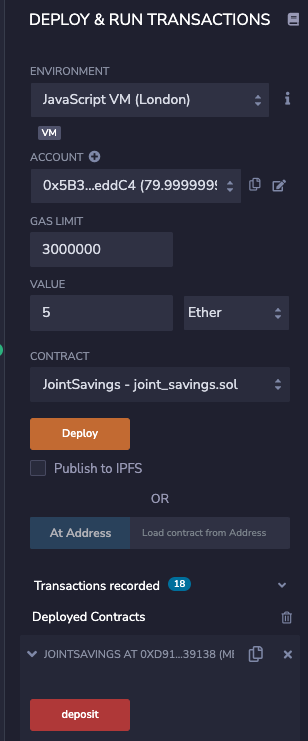 DEPLOY & RUN TRANSACTIONS
ENVIRONMENT
JavaScript VM (London)
VM
ACCOUNT
0x5B3...eddC4 (79.9999999
GAS LIMIT
3000000
VALUE
5 Ether
CONTRACT
JointSavings - joint_savings.sol
Deploy
Publish to IPFS
OR
At Address Load contract from Address
Transactions recorded 18
Deployed Contracts
JOINTSAVINGS AT 0XD91...39138 (ME
deposit